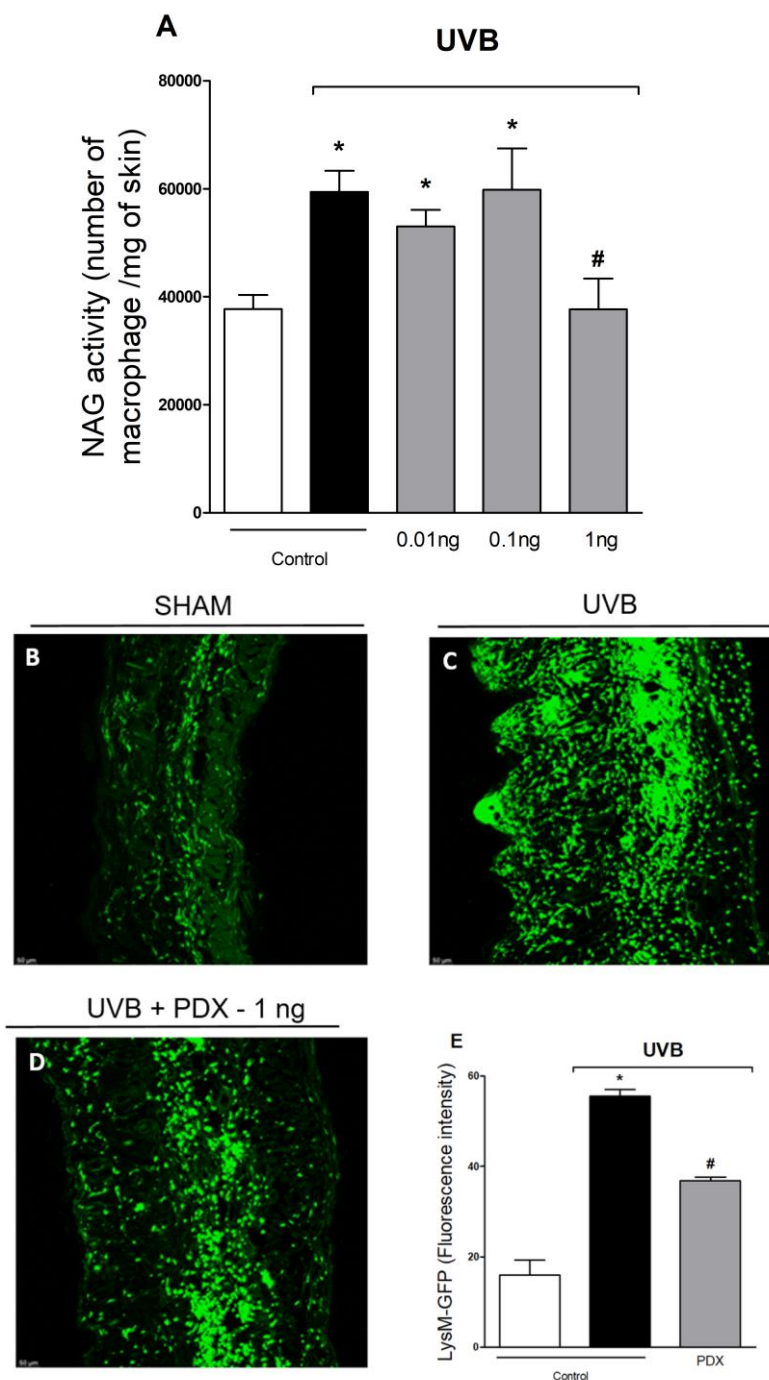 A
UVB
NAG activity (number of
macrophage /mg of skin)
80000
60000
40000
20000
0
*
*
*
#
Control
0.01ng
0.1ng
1ng
SHAM
UVB
B
C
50 µm
50 µm
UVB + PDX - 1 ng
D
50 µm
E
UVB
LysM-GFP (Fluorescence intensity)
60
40
20
0
*
#
Control
PDX